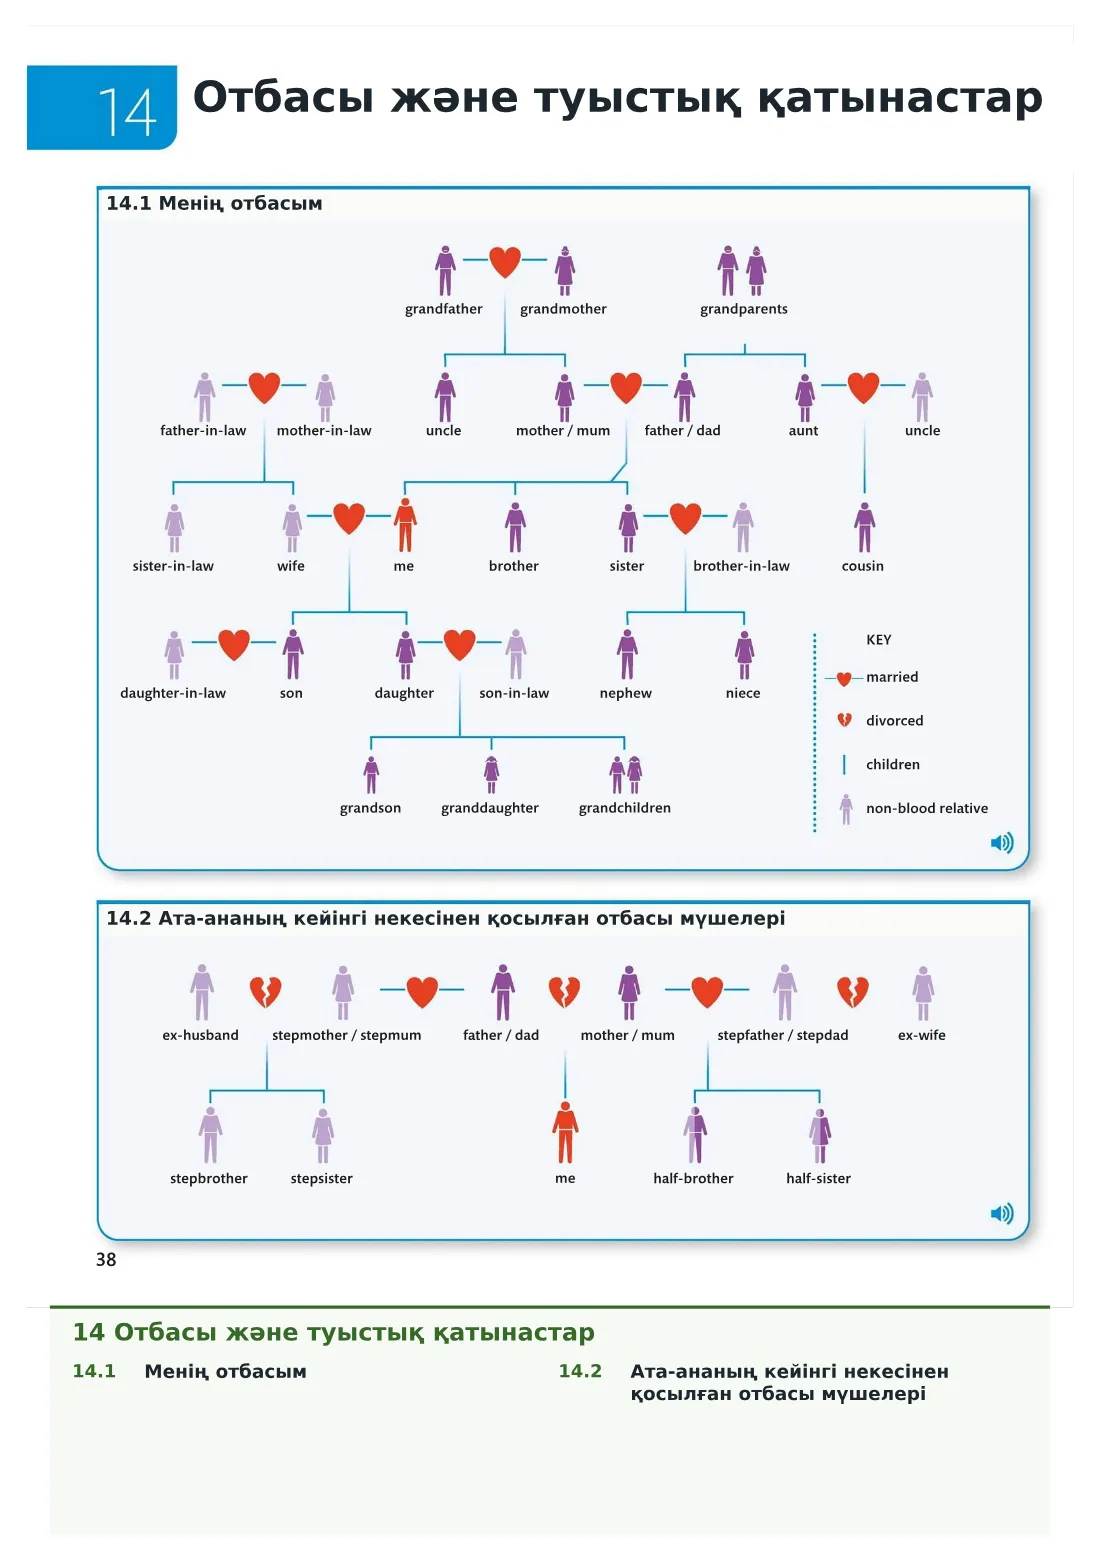 14
Отбасы және туыстық қатынастар
14.1 Менің отбасым
grandfather grandmother grandparents
father-in-law mother-in-law uncle mother / mum father / dad aunt uncle
sister-in-law wife me brother sister brother-in-law cousin
KEY
married
divorced
children
non-blood relative
daughter-in-law son daughter son-in-law nephew niece
grandson granddaughter grandchildren
14.2 Ата-ананың кейінгі некесінен қосылған отбасы мүшелері
ex-husband stepmother / stepmum father / dad mother / mum stepfather / stepdad ex-wife
stepbrother stepsister me half-brother half-sister
38
14 Отбасы және туыстық қатынастар
14.1 Менің отбасым
14.2 Ата-ананың кейінгі некесінен
қосылған отбасы мүшелері